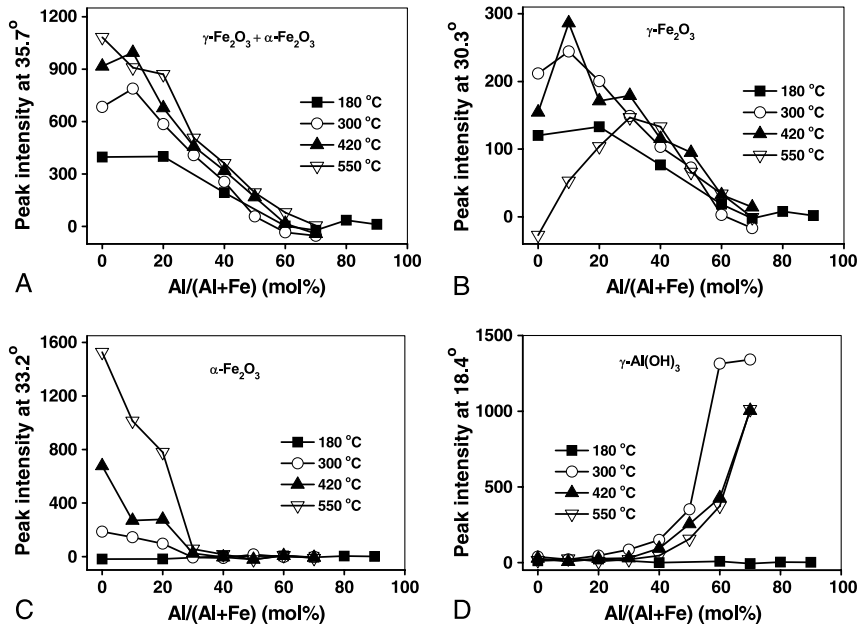 A
Peak intensity at 35.7°
1200
900
600
300
0
γ-Fe₂O₃ + α-Fe₂O₃
180 °C
300 °C
420 °C
550 °C
0 20 40 60 80 100
Al/(Al+Fe) (mol%)
B
Peak intensity at 30.3°
300
200
100
0
γ-Fe₂O₃
180 °C
300 °C
420 °C
550 °C
0 20 40 60 80 100
Al/(Al+Fe) (mol%)
C
Peak intensity at 33.2°
1600
1200
800
400
0
α-Fe₂O₃
180 °C
300 °C
420 °C
550 °C
0 20 40 60 80 100
Al/(Al+Fe) (mol%)
D
Peak intensity at 18.4°
1500
1000
500
0
γ-Al(OH)₃
180 °C
300 °C
420 °C
550 °C
0 20 40 60 80 100
Al/(Al+Fe) (mol%)